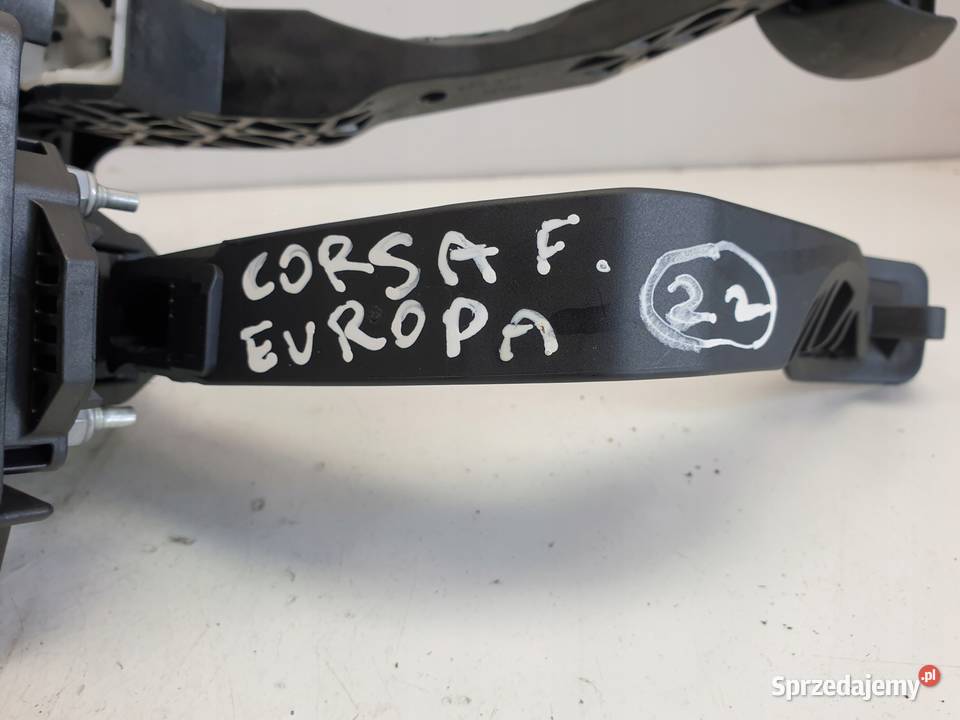 CORSA F.
EUROPA
22
Sprzedajemy.pl